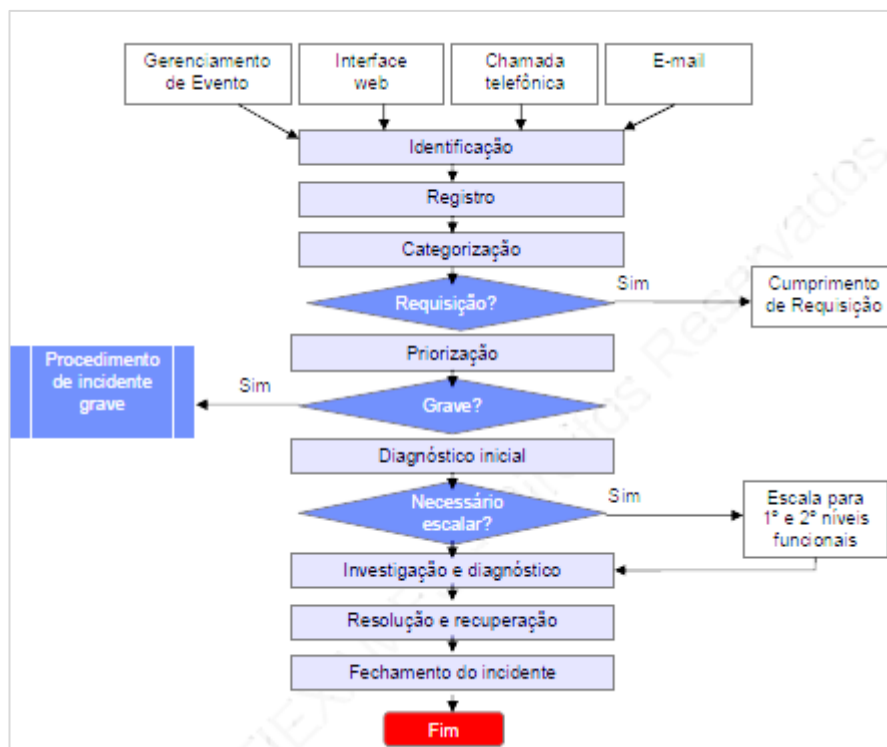 Gerenciamento
de Evento
Interface
web
Chamada
telefônica
E-mail
Identificação
Registro
Categorização
Requisição?
Sim
Cumprimento
de Requisição
Priorização
Procedimento
de incidente
grave
Sim
Grave?
Diagnóstico inicial
Necessário
escalar?
Sim
Escala para
1º e 2º níveis
funcionais
Investigação e diagnóstico
Resolução e recuperação
Fechamento do incidente
Fim
Reservados